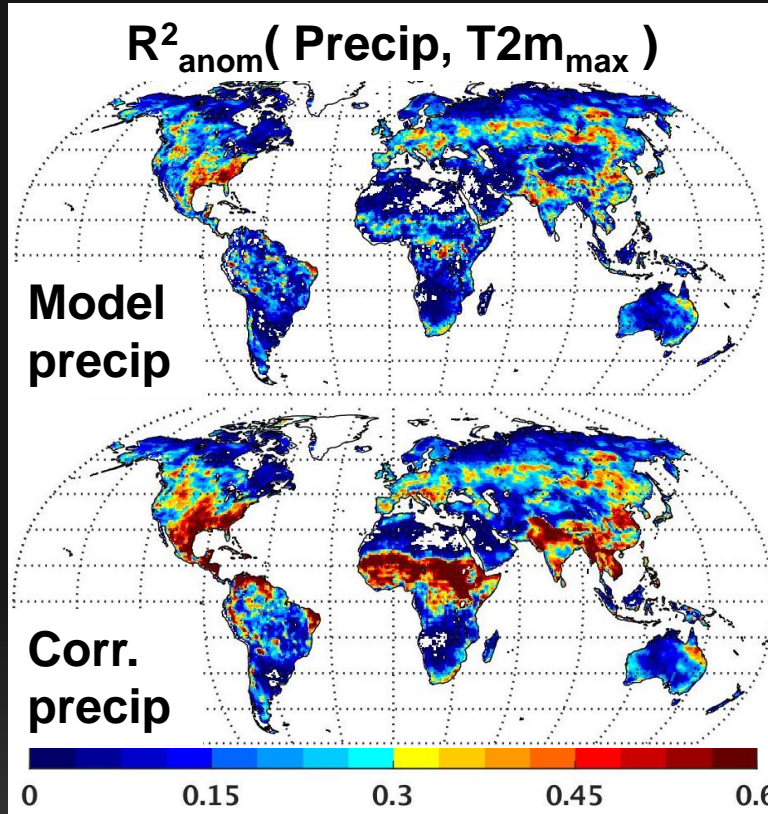 R²anom( Precip, T2mmax )
Model
precip
Corr.
precip
0 0.15 0.3 0.45 0.6